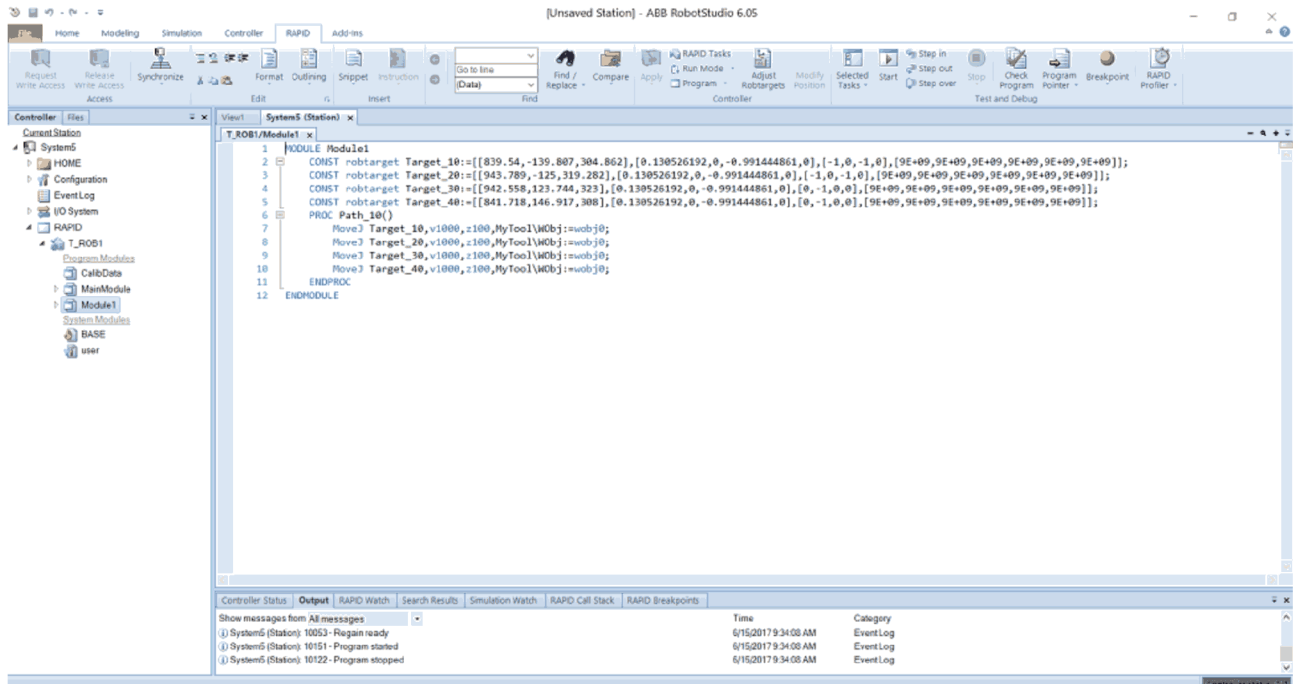 [Unsaved Station] - ABB RobotStudio 6.05
File Home Modeling Simulation Controller RAPID Add-Ins
Request Write Access
Release Write Access
Synchronize
Format
Outlining
Snippet
Instruction
Go to line
(Data)
Find / Replace
Compare
Apply
RAPID Tasks
Run Mode
Program
Adjust Robtargets
Modify Position
Selected Tasks
Start
Step in
Step out
Step over
Stop
Check Program
Program Pointer
Breakpoint
RAPID Profiler
Access Edit Insert Find Controller Test and Debug
Controller Files
Current Station
System5
HOME
Configuration
EventLog
I/O System
RAPID
T_ROB1
Program Modules
CalibData
MainModule
Module1
System Modules
BASE
user
View1 System5 (Station) x
T_ROB1/Module1 x
1 MODULE Module1
2 CONST robtarget Target_10:=[[839.54,-139.807,304.862],[0.130526192,0,-0.991444861,0],[-1,0,-1,0],[9E+09,9E+09,9E+09,9E+09,9E+09,9E+09]];
3 CONST robtarget Target_20:=[[943.789,-125,319.282],[0.130526192,0,-0.991444861,0],[-1,0,-1,0],[9E+09,9E+09,9E+09,9E+09,9E+09,9E+09]];
4 CONST robtarget Target_30:=[[942.558,123.744,323],[0.130526192,0,-0.991444861,0],[0,-1,0,0],[9E+09,9E+09,9E+09,9E+09,9E+09,9E+09]];
5 CONST robtarget Target_40:=[[841.718,146.917,308],[0.130526192,0,-0.991444861,0],[0,-1,0,0],[9E+09,9E+09,9E+09,9E+09,9E+09,9E+09]];
6 PROC Path_10()
7 MoveJ Target_10,v1000,z100,MyTool\WObj:=wobj0;
8 MoveJ Target_20,v1000,z100,MyTool\WObj:=wobj0;
9 MoveJ Target_30,v1000,z100,MyTool\WObj:=wobj0;
10 MoveJ Target_40,v1000,z100,MyTool\WObj:=wobj0;
11 ENDPROC
12 ENDMODULE
Controller Status Output RAPID Watch Search Results Simulation Watch RAPID Call Stack RAPID Breakpoints
Show messages from All messages Time Category
System5 (Station): 10053 - Regain ready 6/15/2017 9:34:08 AM EventLog
System5 (Station): 10151 - Program started 6/15/2017 9:34:08 AM EventLog
System5 (Station): 10122 - Program stopped 6/15/2017 9:34:08 AM EventLog